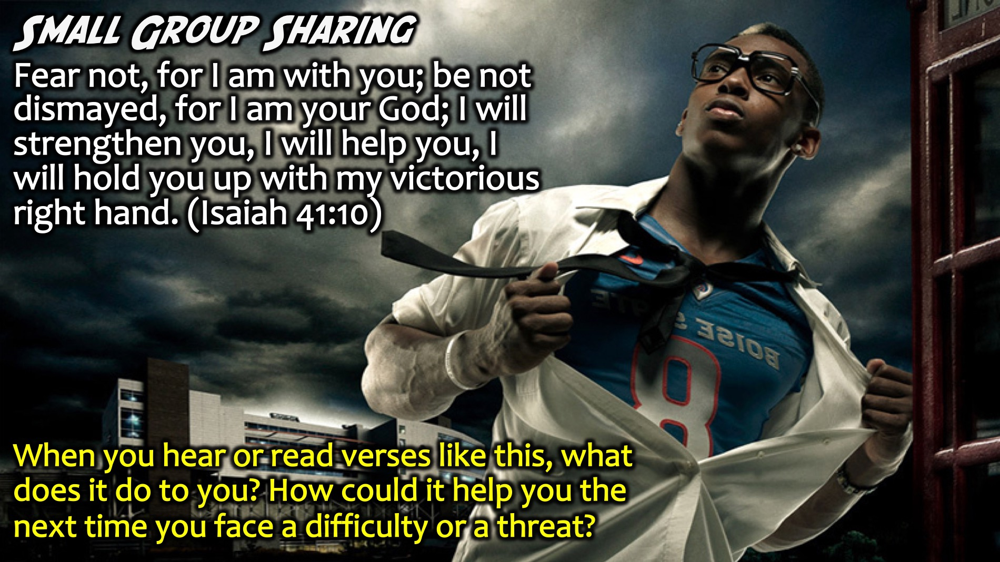 Small Group Sharing
Fear not, for I am with you; be not
dismayed, for I am your God; I will
strengthen you, I will help you, I
will hold you up with my victorious
right hand. (Isaiah 41:10)
BOISE S
8
When you hear or read verses like this, what
does it do to you? How could it help you the
next time you face a difficulty or a threat?